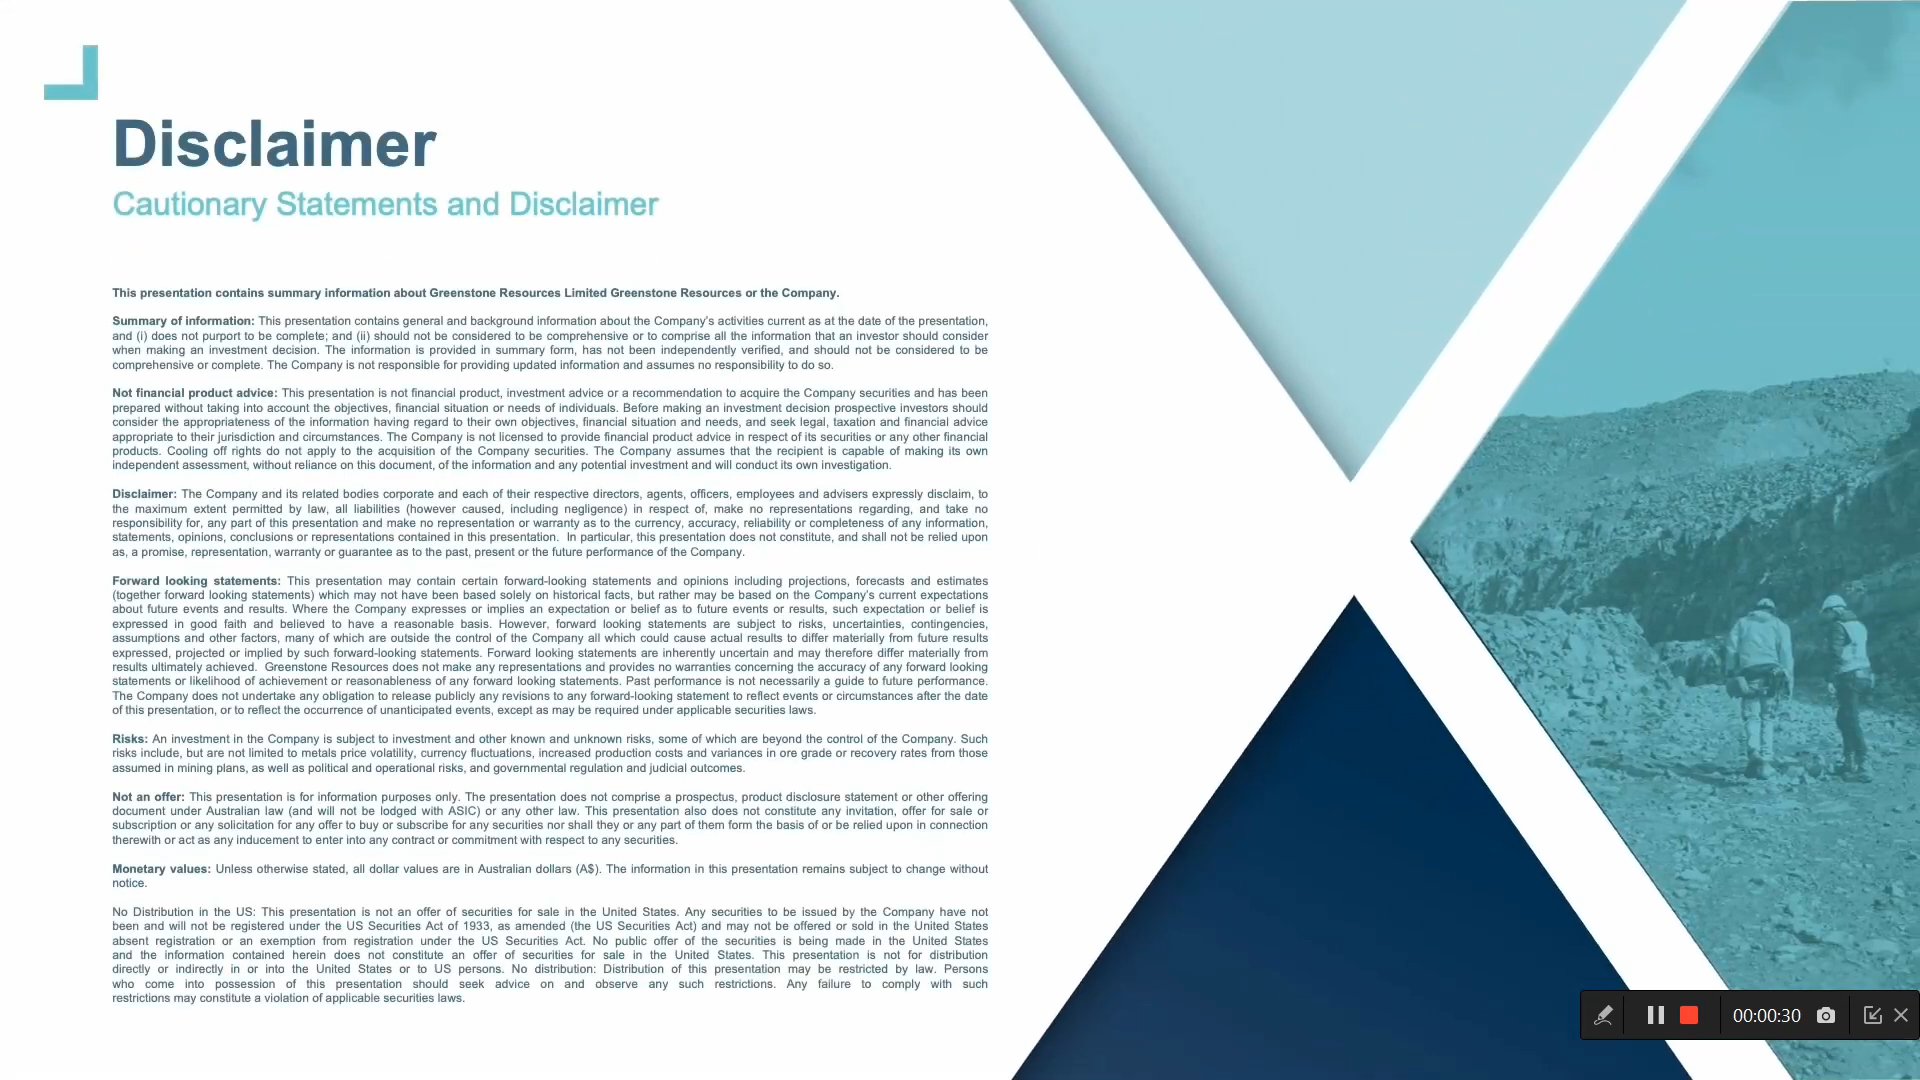 Disclaimer
Cautionary Statements and Disclaimer
This presentation contains summary information about Greenstone Resources Limited Greenstone Resources or the Company.
Summary of information: This presentation contains general and background information about the Company's activities current as at the date of the presentation,
and (i) does not purport to be complete; and (ii) should not be considered to be comprehensive or to comprise all the information that an investor should consider
when making an investment decision. The information is provided in summary form, has not been independently verified, and should not be considered to be
comprehensive or complete. The Company is not responsible for providing updated information and assumes no responsibility to do so.
Not financial product advice: This presentation is not financial product, investment advice or a recommendation to acquire the Company securities and has been
prepared without taking into account the objectives, financial situation or needs of individuals. Before making an investment decision prospective investors should
consider the appropriateness of the information having regard to their own objectives, financial situation and needs, and seek legal, taxation and financial advice
appropriate to their jurisdiction and circumstances. The Company is not licensed to provide financial product advice in respect of its securities or any other financial
products. Cooling off rights do not apply to the acquisition of the Company securities. The Company assumes that the recipient is capable of making its own
independent assessment, without reliance on this document, of the information and any potential investment and will conduct its own investigation.
Disclaimer: The Company and its related bodies corporate and each of their respective directors, agents, officers, employees and advisers expressly disclaim, to
the maximum extent permitted by law, all liabilities (however caused, including negligence) in respect of, make no representations regarding, and take no
responsibility for, any part of this presentation and make no representation or warranty as to the currency, accuracy, reliability or completeness of any information,
statements, opinions, conclusions or representations contained in this presentation. In particular, this presentation does not constitute, and shall not be relied upon
as, a promise, representation, warranty or guarantee as to the past, present or the future performance of the Company.
Forward looking statements: This presentation may contain certain forward-looking statements and opinions including projections, forecasts and estimates
(together forward looking statements) which may not have been based solely on historical facts, but rather may be based on the Company's current expectations
about future events and results. Where the Company expresses or implies an expectation or belief as to future events or results, such expectation or belief is
expressed in good faith and believed to have a reasonable basis. However, forward looking statements are subject to risks, uncertainties, contingencies,
assumptions and other factors, many of which are outside the control of the Company all which could cause actual results to differ materially from future results
expressed, projected or implied by such forward-looking statements. Forward looking statements are inherently uncertain and may therefore differ materially from
results ultimately achieved. Greenstone Resources does not make any representations and provides no warranties concerning the accuracy of any forward looking
statements or likelihood of achievement or reasonableness of any forward looking statements. Past performance is not necessarily a guide to future performance.
The Company does not undertake any obligation to release publicly any revisions to any forward-looking statement to reflect events or circumstances after the date
of this presentation, or to reflect the occurrence of unanticipated events, except as may be required under applicable securities laws.
Risks: An investment in the Company is subject to investment and other known and unknown risks, some of which are beyond the control of the Company. Such
risks include, but are not limited to metals price volatility, currency fluctuations, increased production costs and variances in ore grade or recovery rates from those
assumed in mining plans, as well as political and operational risks, and governmental regulation and judicial outcomes.
Not an offer: This presentation is for information purposes only. The presentation does not comprise a prospectus, product disclosure statement or other offering
document under Australian law (and will not be lodged with ASIC) or any other law. This presentation also does not constitute any invitation, offer for sale or
subscription or any solicitation for any offer to buy or subscribe for any securities nor shall they or any part of them form the basis of or be relied upon in connection
therewith or act as any inducement to enter into any contract or commitment with respect to any securities.
Monetary values: Unless otherwise stated, all dollar values are in Australian dollars (A$). The information in this presentation remains subject to change without
notice.
No Distribution in the US: This presentation is not an offer of securities for sale in the United States. Any securities to be issued by the Company have not
been and will not be registered under the US Securities Act of 1933, as amended (the US Securities Act) and may not be offered or sold in the United States
absent registration or an exemption from registration under the US Securities Act. No public offer of the securities is being made in the United States
and the information contained herein does not constitute an offer of securities for sale in the United States. This presentation is not for distribution
directly or indirectly in or into the United States or to US persons. No distribution: Distribution of this presentation may be restricted by law. Persons
who come into possession of this presentation should seek advice on and observe any such restrictions. Any failure to comply with such
restrictions may constitute a violation of applicable securities laws.
00:00:30